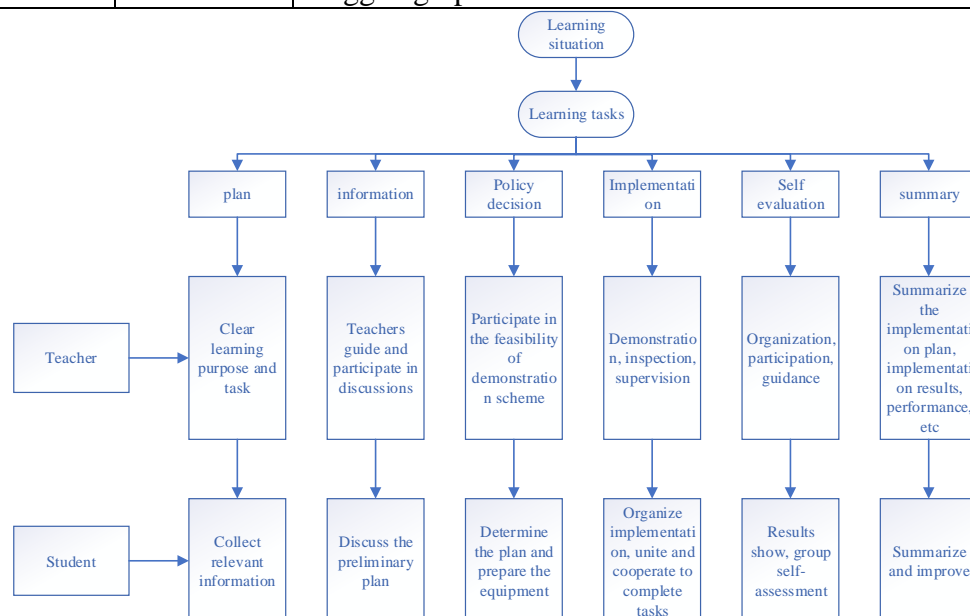 Learning
situation
Learning tasks
plan
information
Policy
decision
Implementati
on
Self
evaluation
summary
Teacher
Clear
learning
purpose and
task
Teachers
guide and
participate in
discussions
Participate in
the feasibility
of
demonstratio
n scheme
Demonstratio
n, inspection,
supervision
Organization,
participation,
guidance
Summarize
the
implementati
on plan,
implementati
on results,
performance,
etc
Student
Collect
relevant
information
Discuss the
preliminary
plan
Determine
the plan and
prepare the
equipment
Organize
implementati
on, unite and
cooperate to
complete
tasks
Results
show, group
self-
assessment
Summarize
and improve